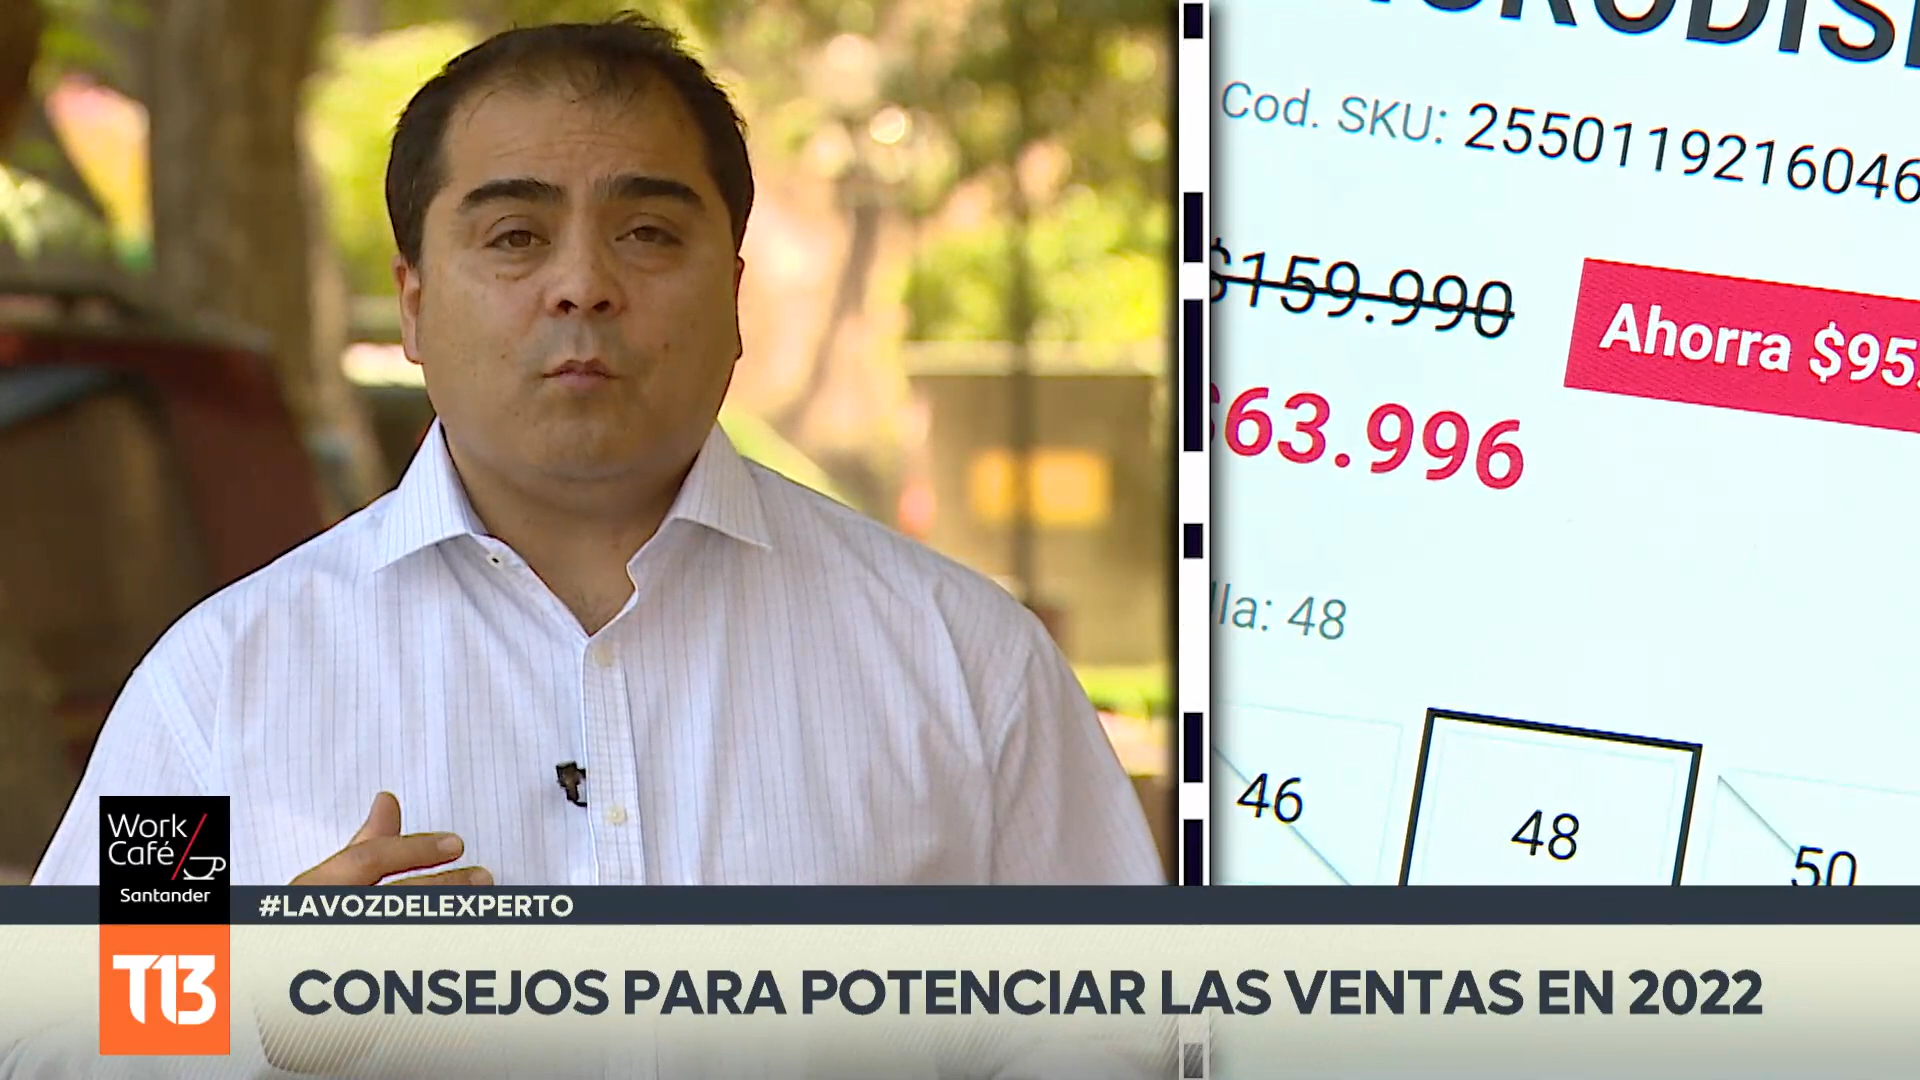 Cod. SKU: 2550119216046
$159.990
Ahorra $95.
$63.996
lla: 48
46
48
50
Work
Café
Santander
#LAVOZDELEXPERTO
T13
CONSEJOS PARA POTENCIAR LAS VENTAS EN 2022